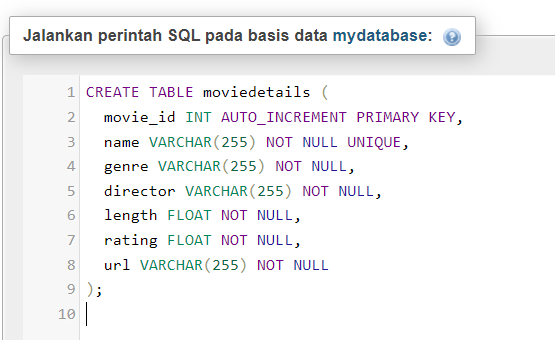 Jalankan perintah SQL pada basis data mydatabase:
1 CREATE TABLE moviedetails (
2 movie_id INT AUTO_INCREMENT PRIMARY KEY,
3 name VARCHAR(255) NOT NULL UNIQUE,
4 genre VARCHAR(255) NOT NULL,
5 director VARCHAR(255) NOT NULL,
6 length FLOAT NOT NULL,
7 rating FLOAT NOT NULL,
8 url VARCHAR(255) NOT NULL
9 );
10